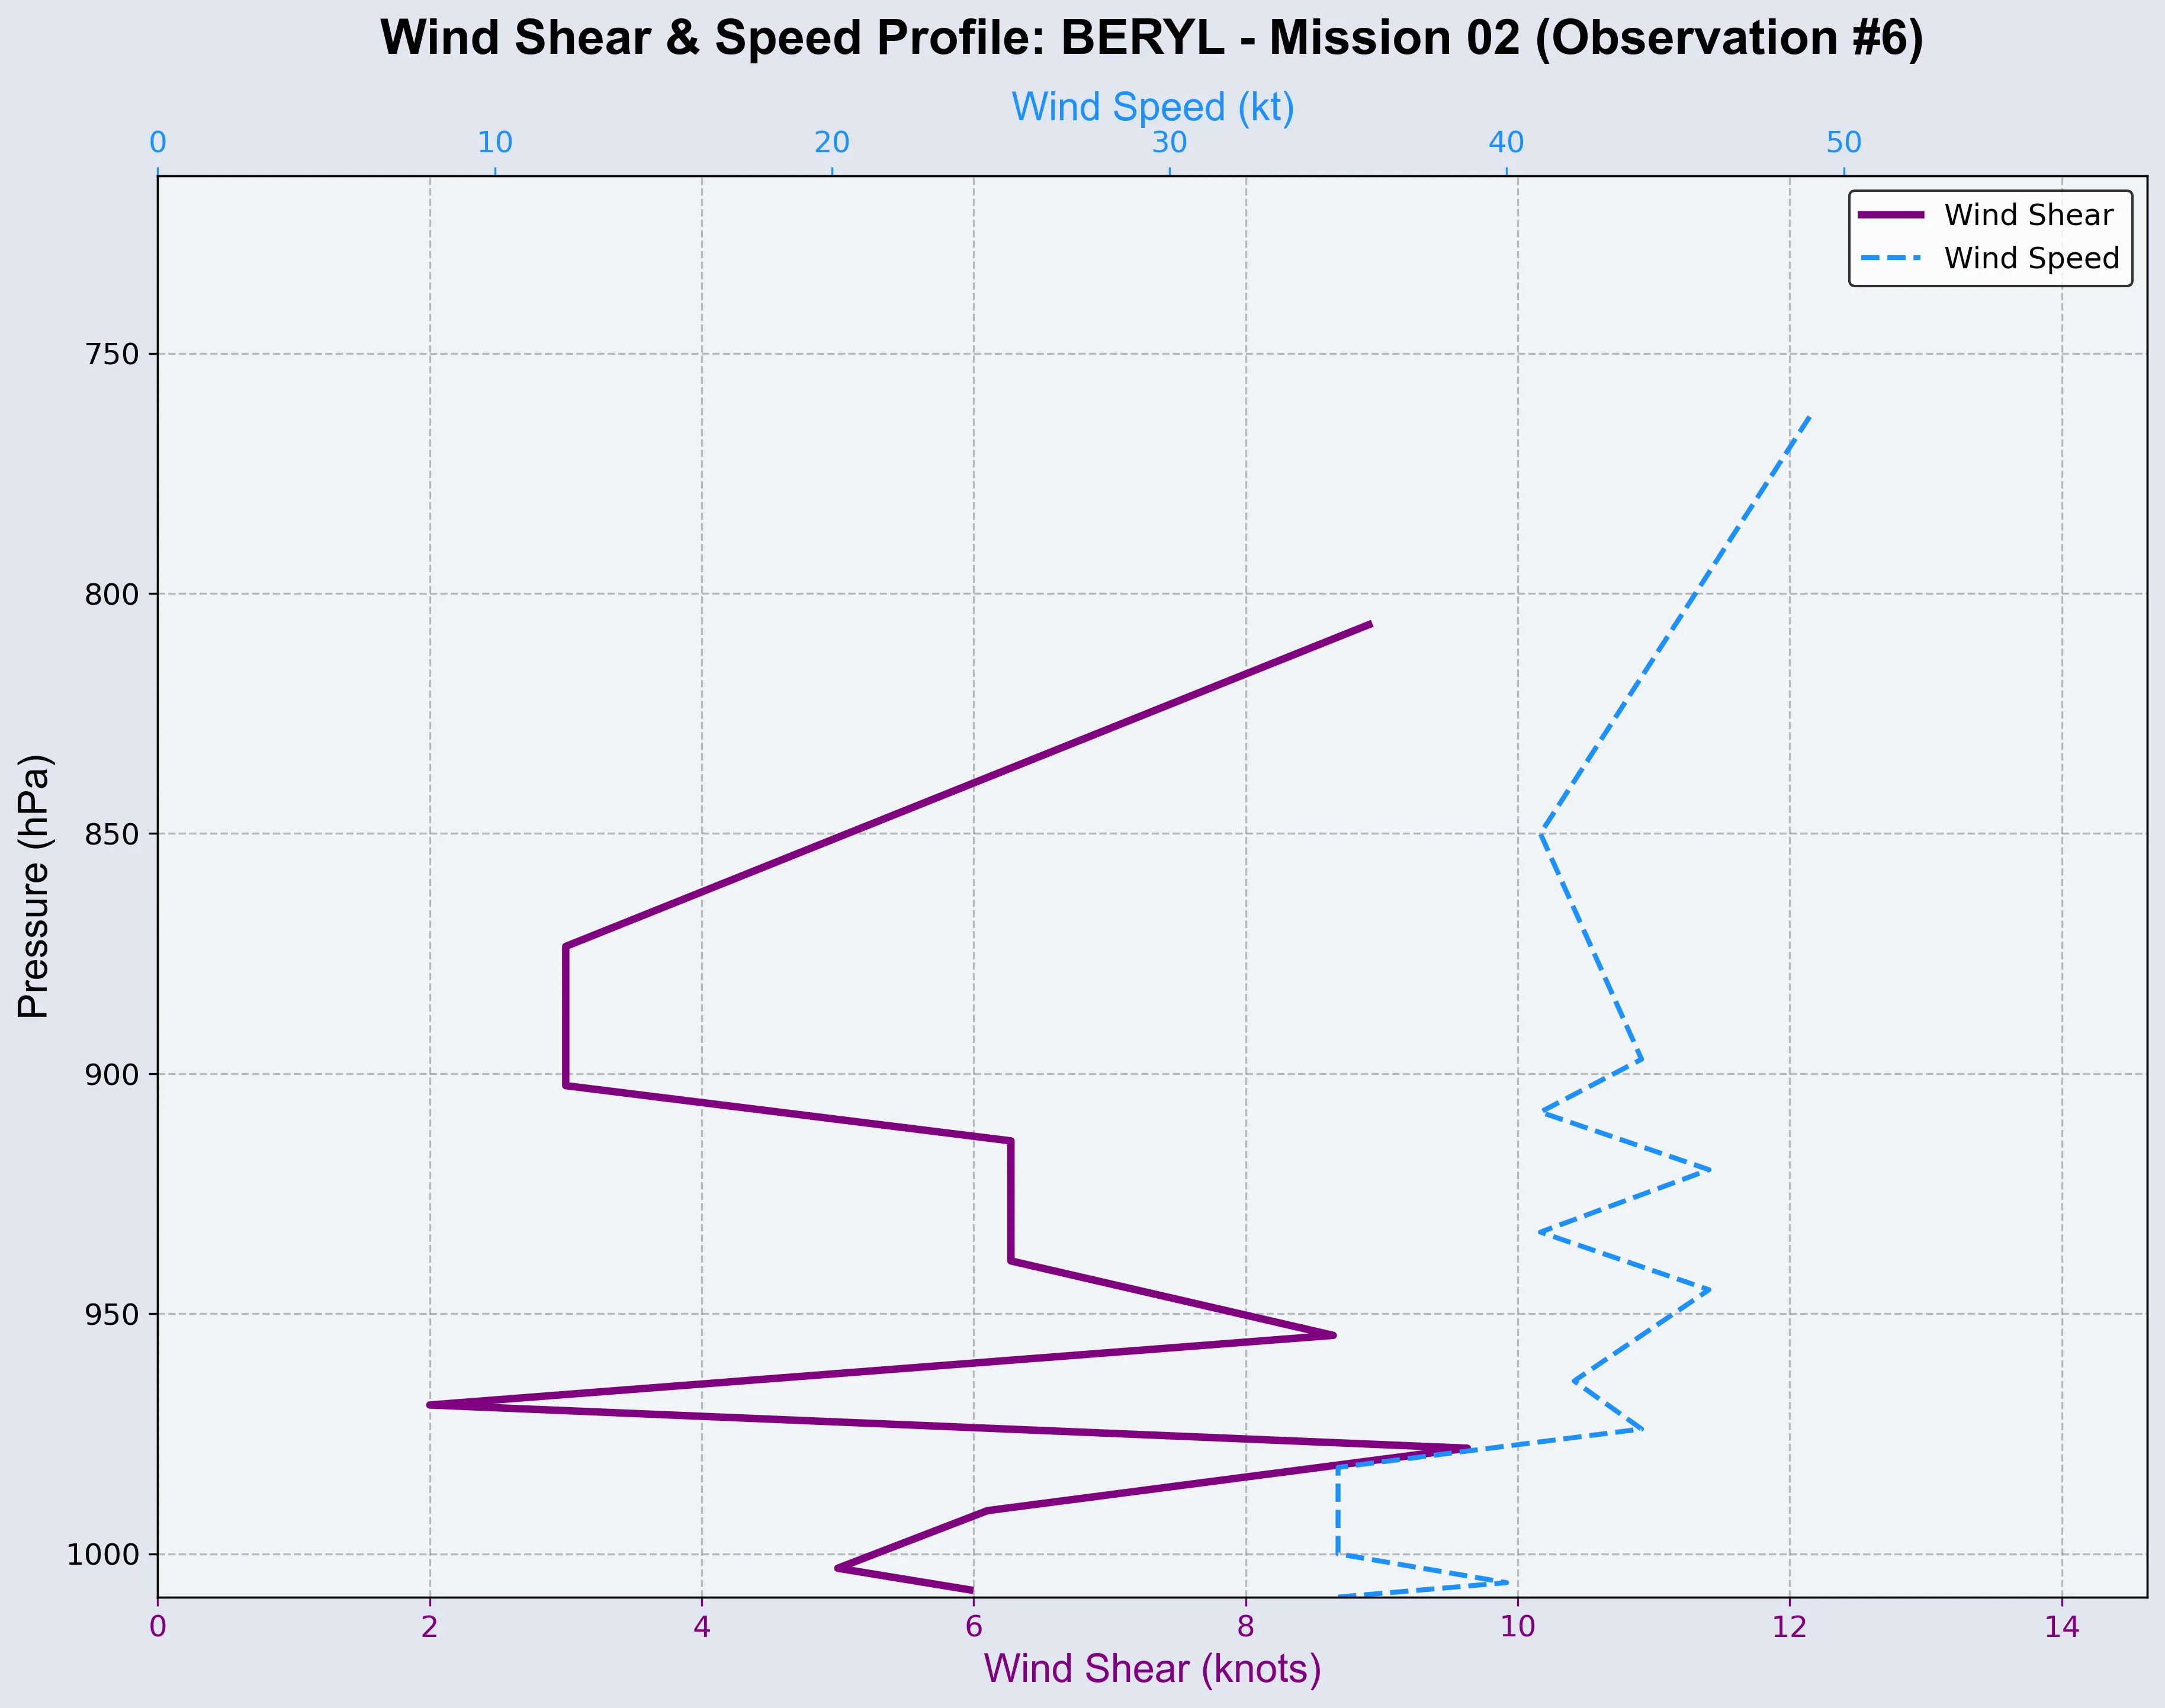 Wind Shear & Speed Profile: BERYL - Mission 02 (Observation #6)
Wind Speed (kt)
0 10 20 30 40 50
Wind Shear
Wind Speed
750
800
850
900
950
1000
Pressure (hPa)
0 2 4 6 8 10 12 14
Wind Shear (knots)